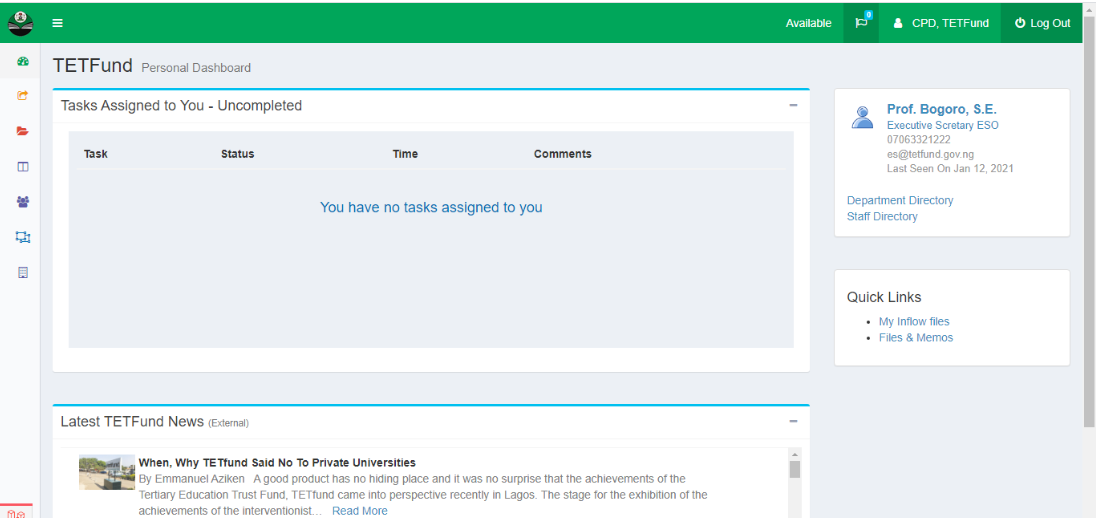 Available
0
CPD, TETFund
Log Out
TETFund Personal Dashboard
Tasks Assigned to You - Uncompleted
Task Status Time Comments
You have no tasks assigned to you
Prof. Bogoro, S.E.
Executive Scretary ESO
07063321222
es@tetfund.gov.ng
Last Seen On Jan 12, 2021
Department Directory
Staff Directory
Quick Links
• My Inflow files
• Files & Memos
Latest TETFund News (External)
When, Why TETfund Said No To Private Universities
By Emmanuel Aziken A good product has no hiding place and it was no surprise that the achievements of the
Tertiary Education Trust Fund, TETfund came into perspective recently in Lagos. The stage for the exhibition of the
achievements of the interventionist... Read More